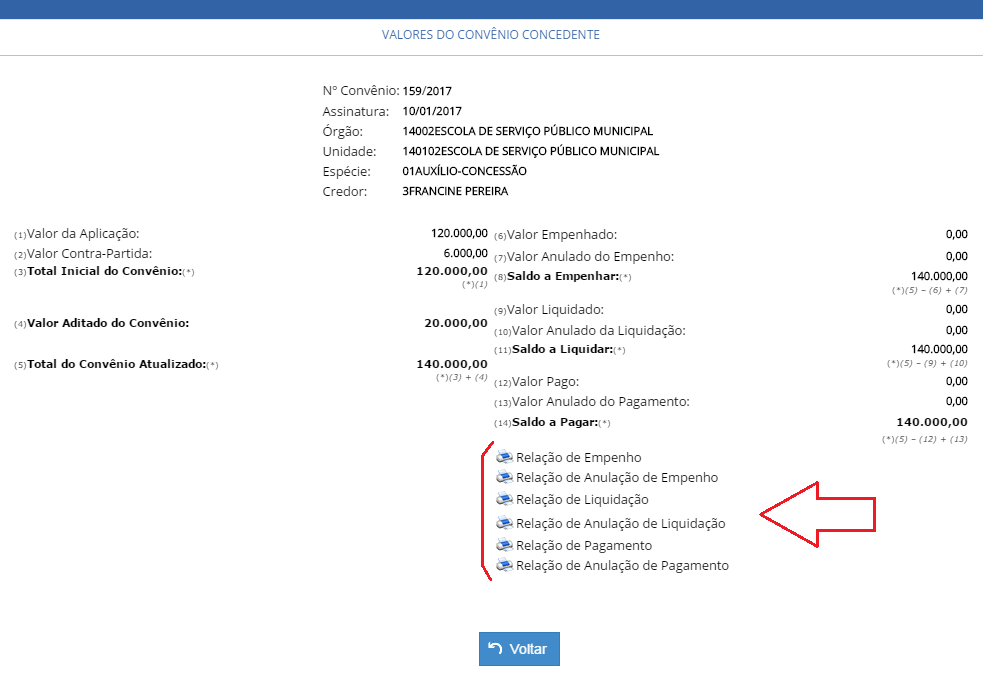 VALORES DO CONVÊNIO CONCEDENTE
Nº Convênio: 159/2017
Assinatura: 10/01/2017
Órgão: 14002ESCOLA DE SERVIÇO PÚBLICO MUNICIPAL
Unidade: 140102ESCOLA DE SERVIÇO PÚBLICO MUNICIPAL
Espécie: 01AUXÍLIO-CONCESSÃO
Credor: 3FRANCINE PEREIRA
(1)Valor da Aplicação: 120.000,00
(2)Valor Contra-Partida: 6.000,00
(3)Total Inicial do Convênio:(*) 120.000,00
(*)(1)
(4)Valor Aditado do Convênio: 20.000,00
(5)Total do Convênio Atualizado:(*) 140.000,00
(*)(3) + (4)
(6)Valor Empenhado: 0,00
(7)Valor Anulado do Empenho: 0,00
(8)Saldo a Empenhar:(*) 140.000,00
(*)(5) – (6) + (7)
(9)Valor Liquidado: 0,00
(10)Valor Anulado da Liquidação: 0,00
(11)Saldo a Liquidar:(*) 140.000,00
(*)(5) – (9) + (10)
(12)Valor Pago: 0,00
(13)Valor Anulado do Pagamento: 0,00
(14)Saldo a Pagar:(*) 140.000,00
(*)(5) – (12) + (13)
Relação de Empenho
Relação de Anulação de Empenho
Relação de Liquidação
Relação de Anulação de Liquidação
Relação de Pagamento
Relação de Anulação de Pagamento
Voltar